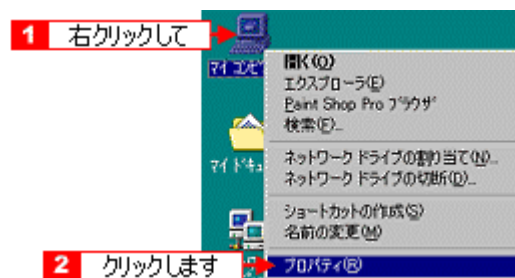 1 右クリックして
マイ コンピ
開く(O)
エクスプローラ(E)
Paint Shop Pro ブラウザ
検索(F)...
マイ ドキュ
ネットワーク ドライブの割り当て(N)...
ネットワーク ドライブの切断(D)...
ショートカットの作成(S)
名前の変更(M)
2 クリックします
プロパティ(R)